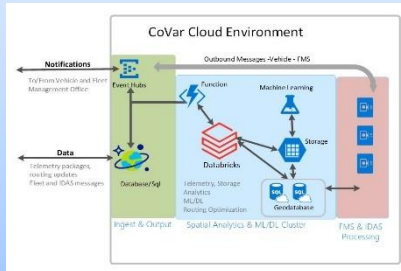 CoVar Cloud Environment
Outbound Messages -Vehicle - FMS
Notifications
To/From Vehicle and Fleet
Management Office
Event Hubs
Function
Machine Learning
Storage
Databricks
Data
Telemetry packages,
routing updates
Fleet and IDAS messages
Database/Sql
Telemetry, Storage
Analytics
ML/DL
Routing Optimization
SQL
SQL
Geodatabase
Ingest & Output
Spatial Analytics & ML/DL Cluster
FMS & IDAS
Processing